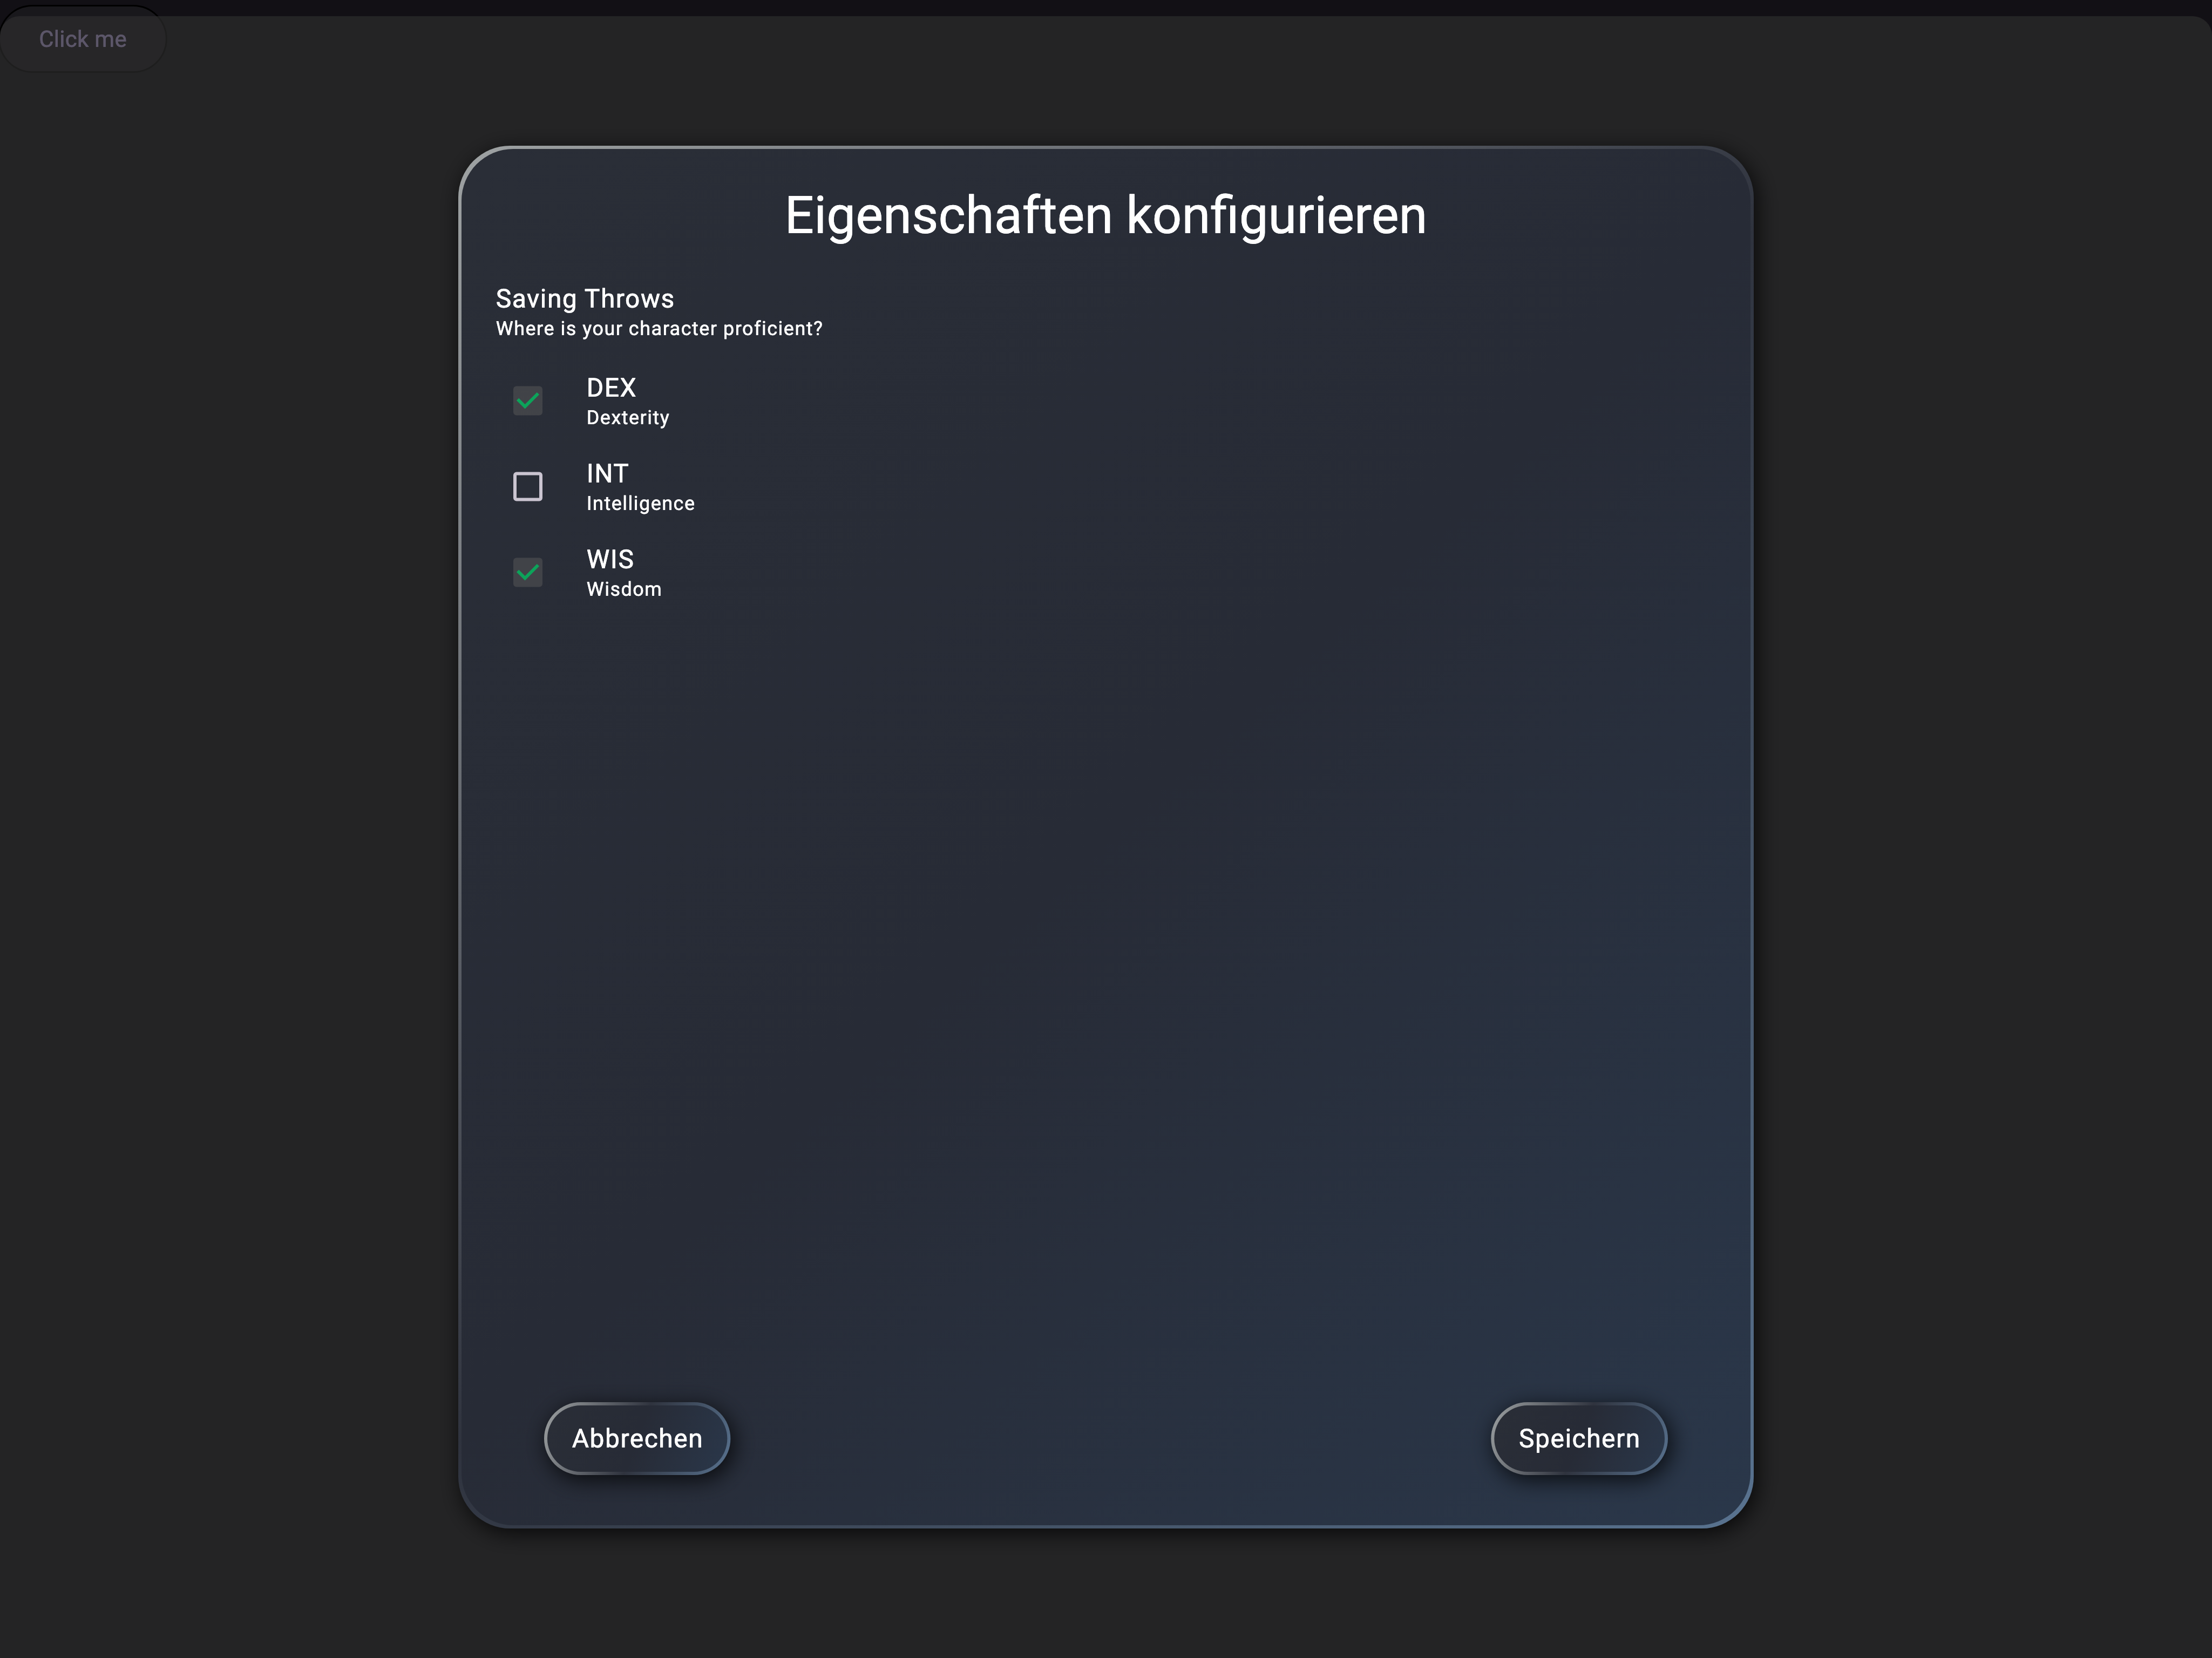 Click me
Eigenschaften konfigurieren
Saving Throws
Where is your character proficient?
DEX
Dexterity
INT
Intelligence
WIS
Wisdom
Abbrechen
Speichern